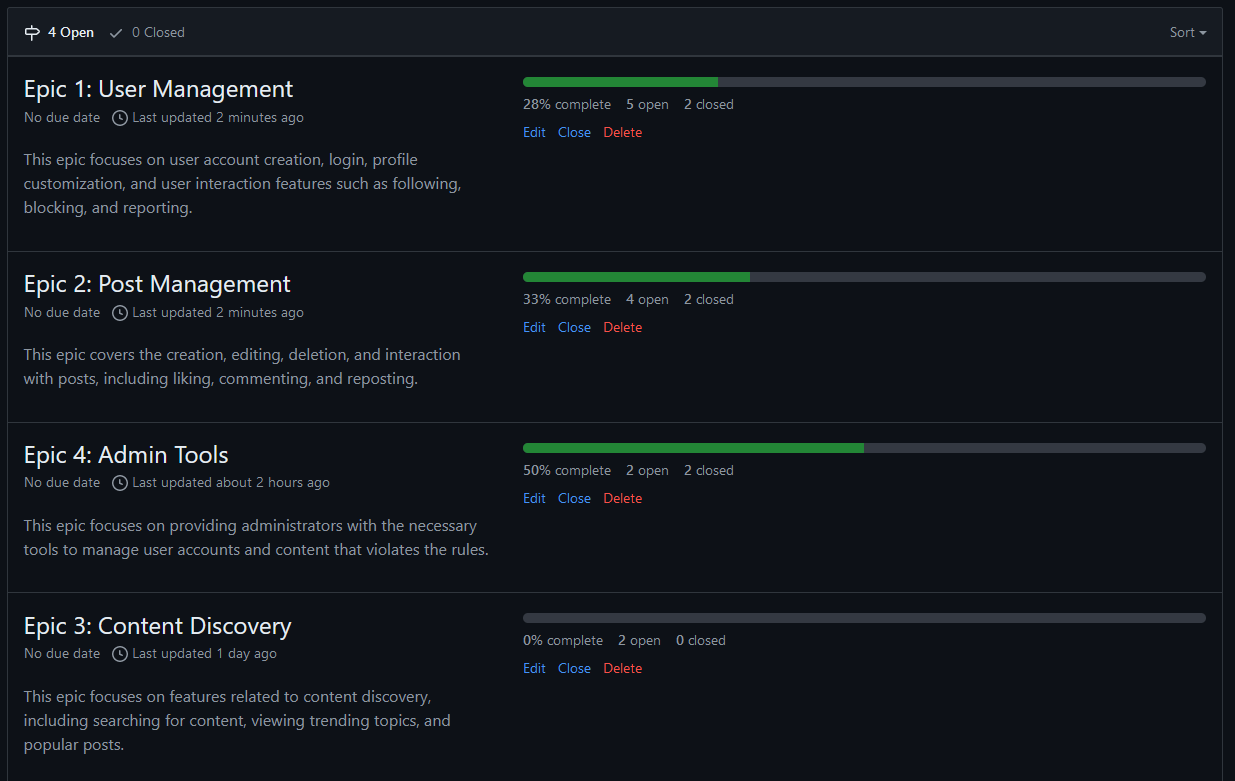 4 Open 0 Closed Sort
Epic 1: User Management
No due date Last updated 2 minutes ago
This epic focuses on user account creation, login, profile
customization, and user interaction features such as following,
blocking, and reporting.
28% complete 5 open 2 closed
Edit Close Delete
Epic 2: Post Management
No due date Last updated 2 minutes ago
This epic covers the creation, editing, deletion, and interaction
with posts, including liking, commenting, and reposting.
33% complete 4 open 2 closed
Edit Close Delete
Epic 4: Admin Tools
No due date Last updated about 2 hours ago
This epic focuses on providing administrators with the necessary
tools to manage user accounts and content that violates the rules.
50% complete 2 open 2 closed
Edit Close Delete
Epic 3: Content Discovery
No due date Last updated 1 day ago
This epic focuses on features related to content discovery,
including searching for content, viewing trending topics, and
popular posts.
0% complete 2 open 0 closed
Edit Close Delete